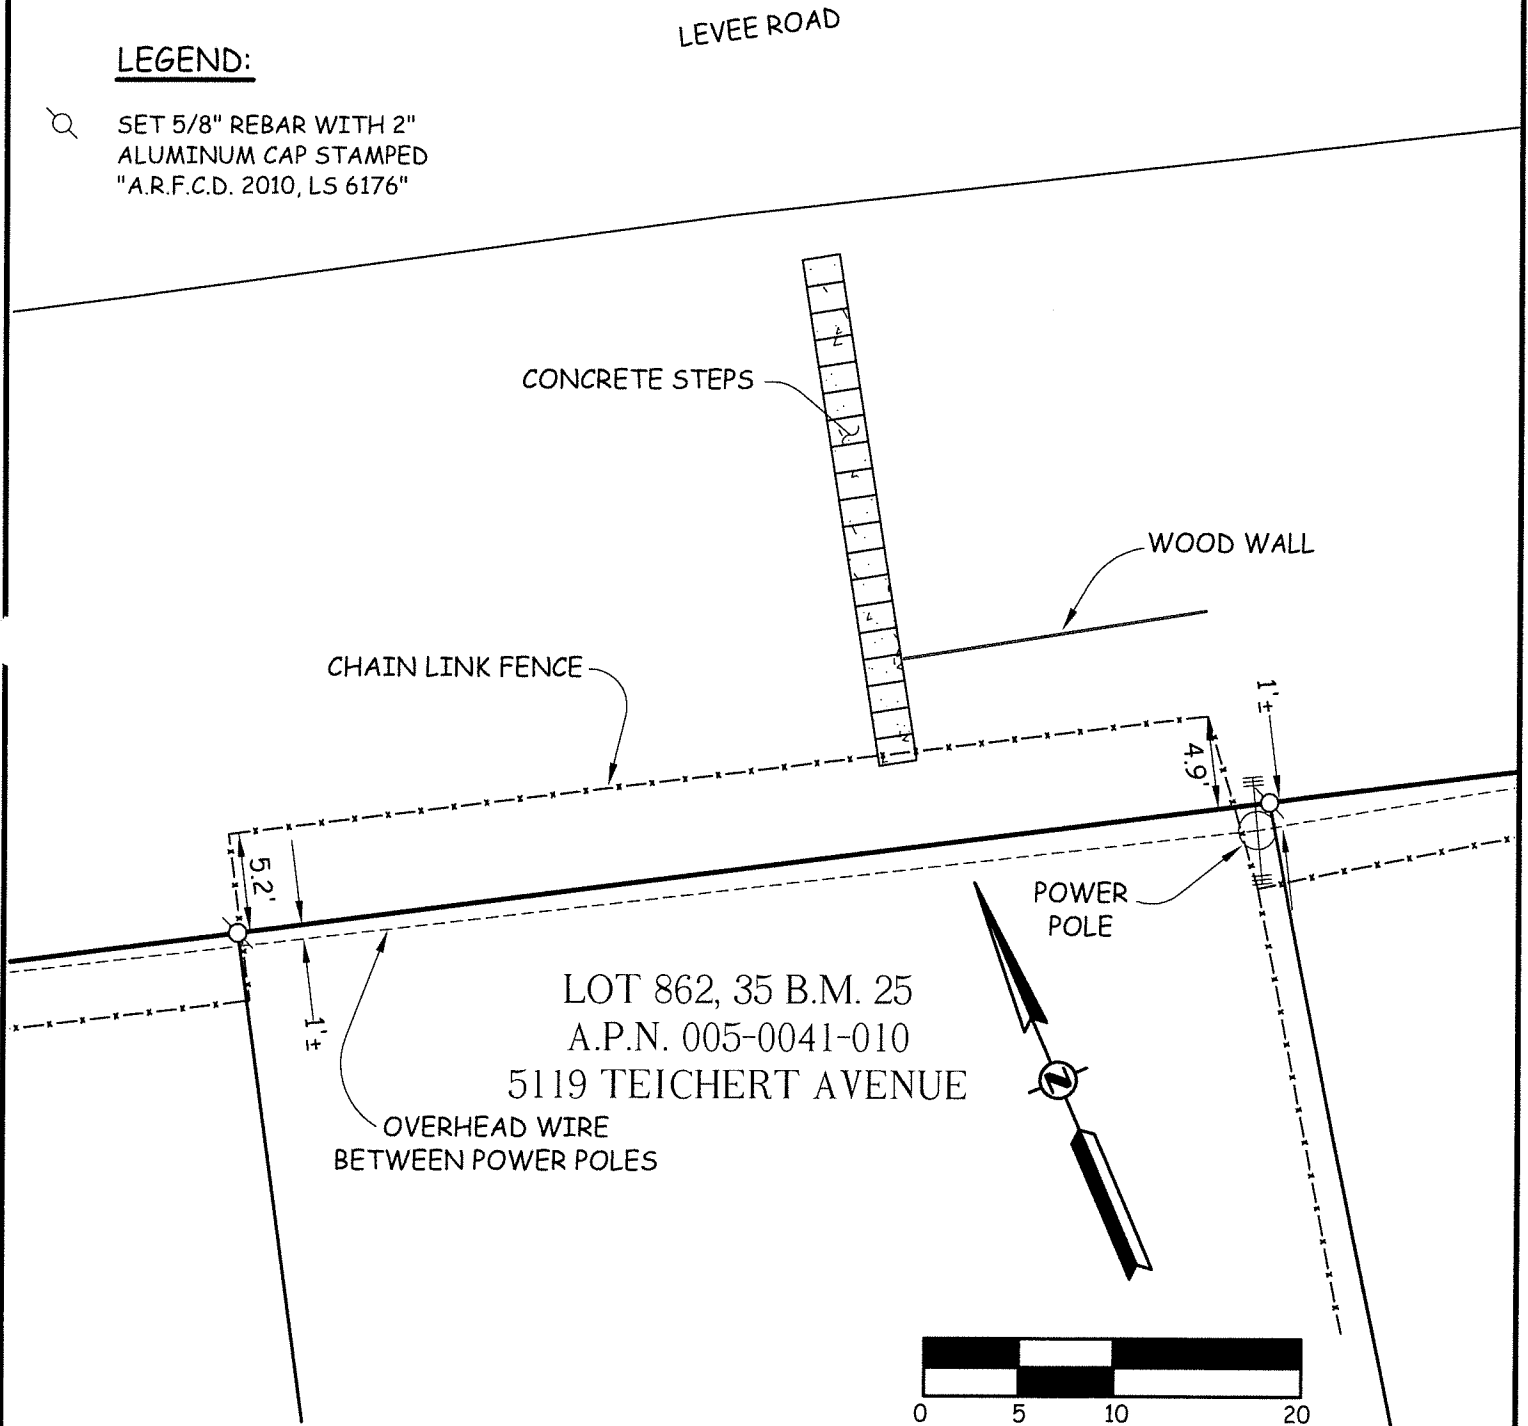 LEVEE ROAD
LEGEND:
SET 5/8" REBAR WITH 2"
ALUMINUM CAP STAMPED
"A.R.F.C.D. 2010, LS 6176"
CONCRETE STEPS
WOOD WALL
CHAIN LINK FENCE
1'±
4.9'
5.2'
POWER
POLE
1'±
LOT 862, 35 B.M. 25
A.P.N. 005-0041-010
5119 TEICHERT AVENUE
N
OVERHEAD WIRE
BETWEEN POWER POLES
0 5 10 20